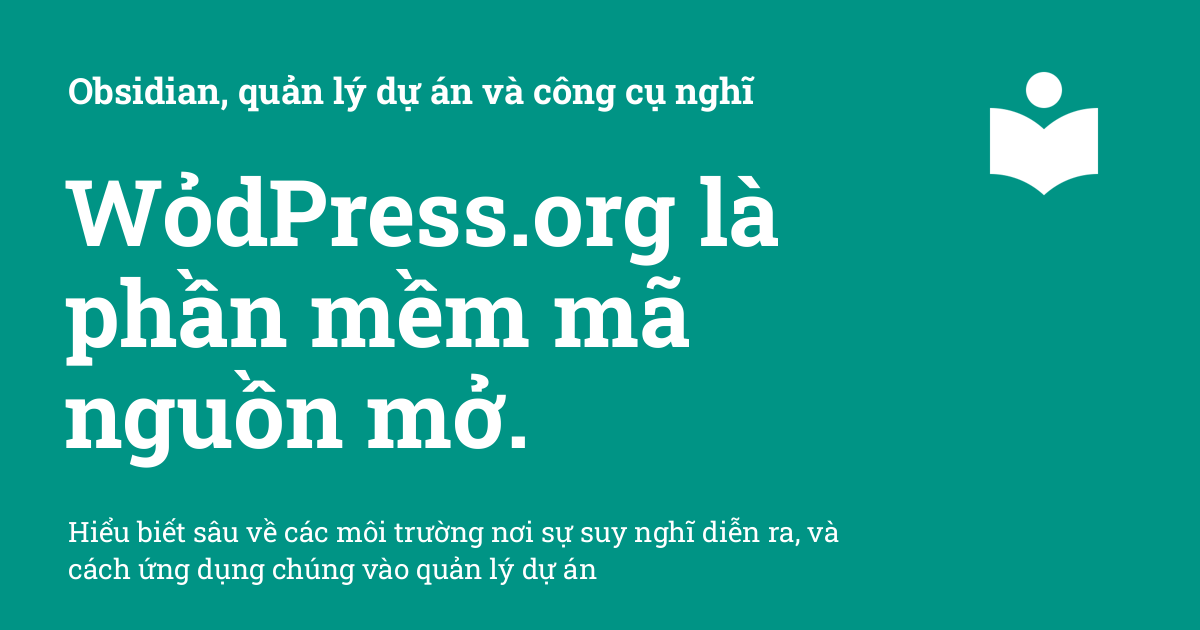 Obsidian, quản lý dự án và công cụ nghĩ
WỏdPress.org là
phần mềm mã
nguồn mở.
Hiểu biết sâu về các môi trường nơi sự suy nghĩ diễn ra, và
cách ứng dụng chúng vào quản lý dự án